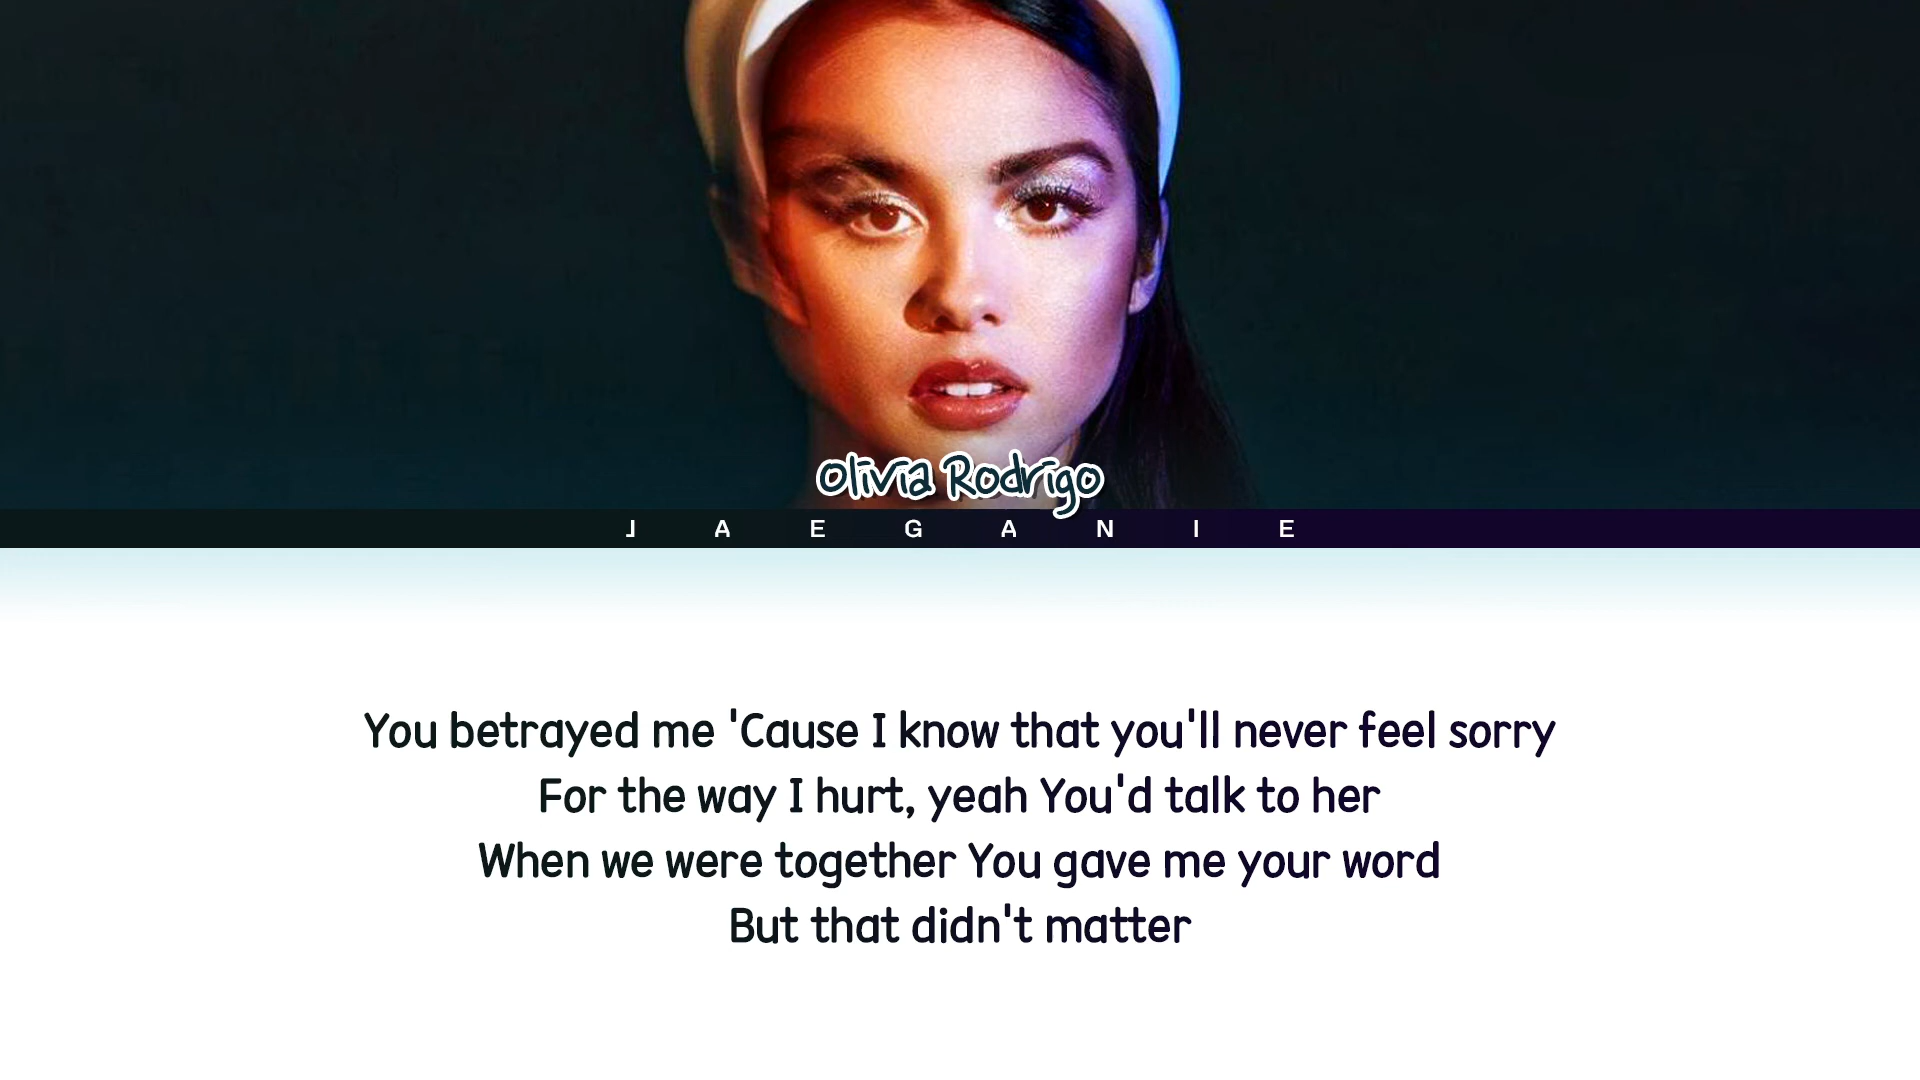 Olivia Rodrigo
JAEGANIE
You betrayed me 'Cause I know that you'll never feel sorry
For the way I hurt, yeah You'd talk to her
When we were together You gave me your word
But that didn't matter